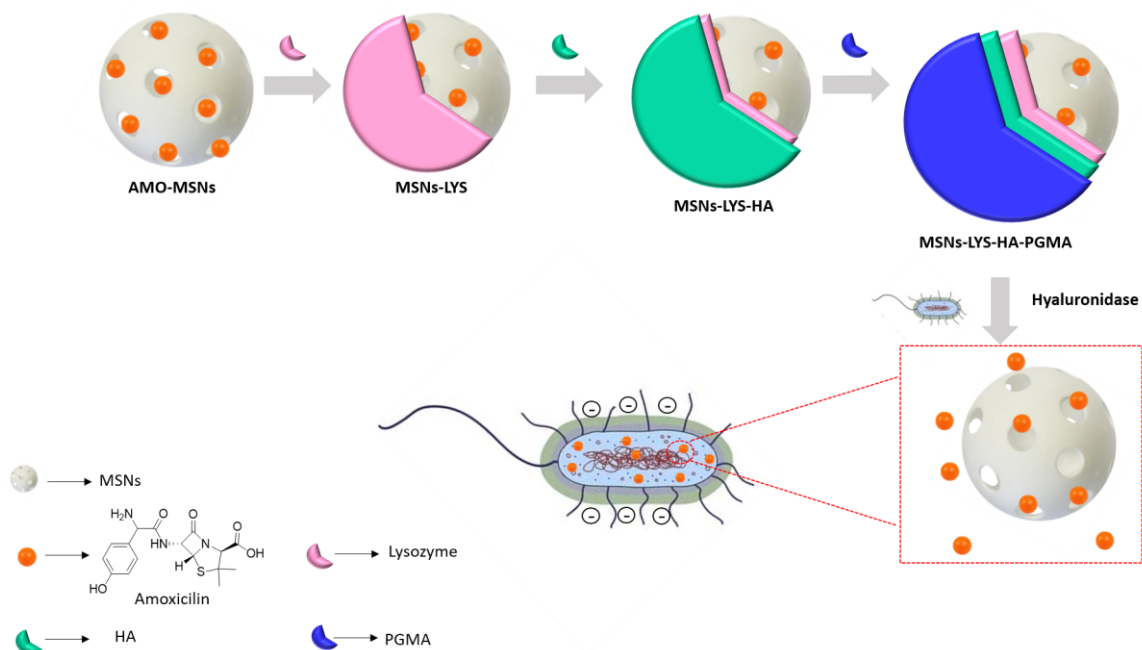 AMO-MSNs
MSNs-LYS
MSNs-LYS-HA
MSNs-LYS-HA-PGMA
Hyaluronidase
- - -
- - -
MSNs
H₂N
O
O
O
HN
N
OH
H
S
HO
Amoxicilin
Lysozyme
HA
PGMA